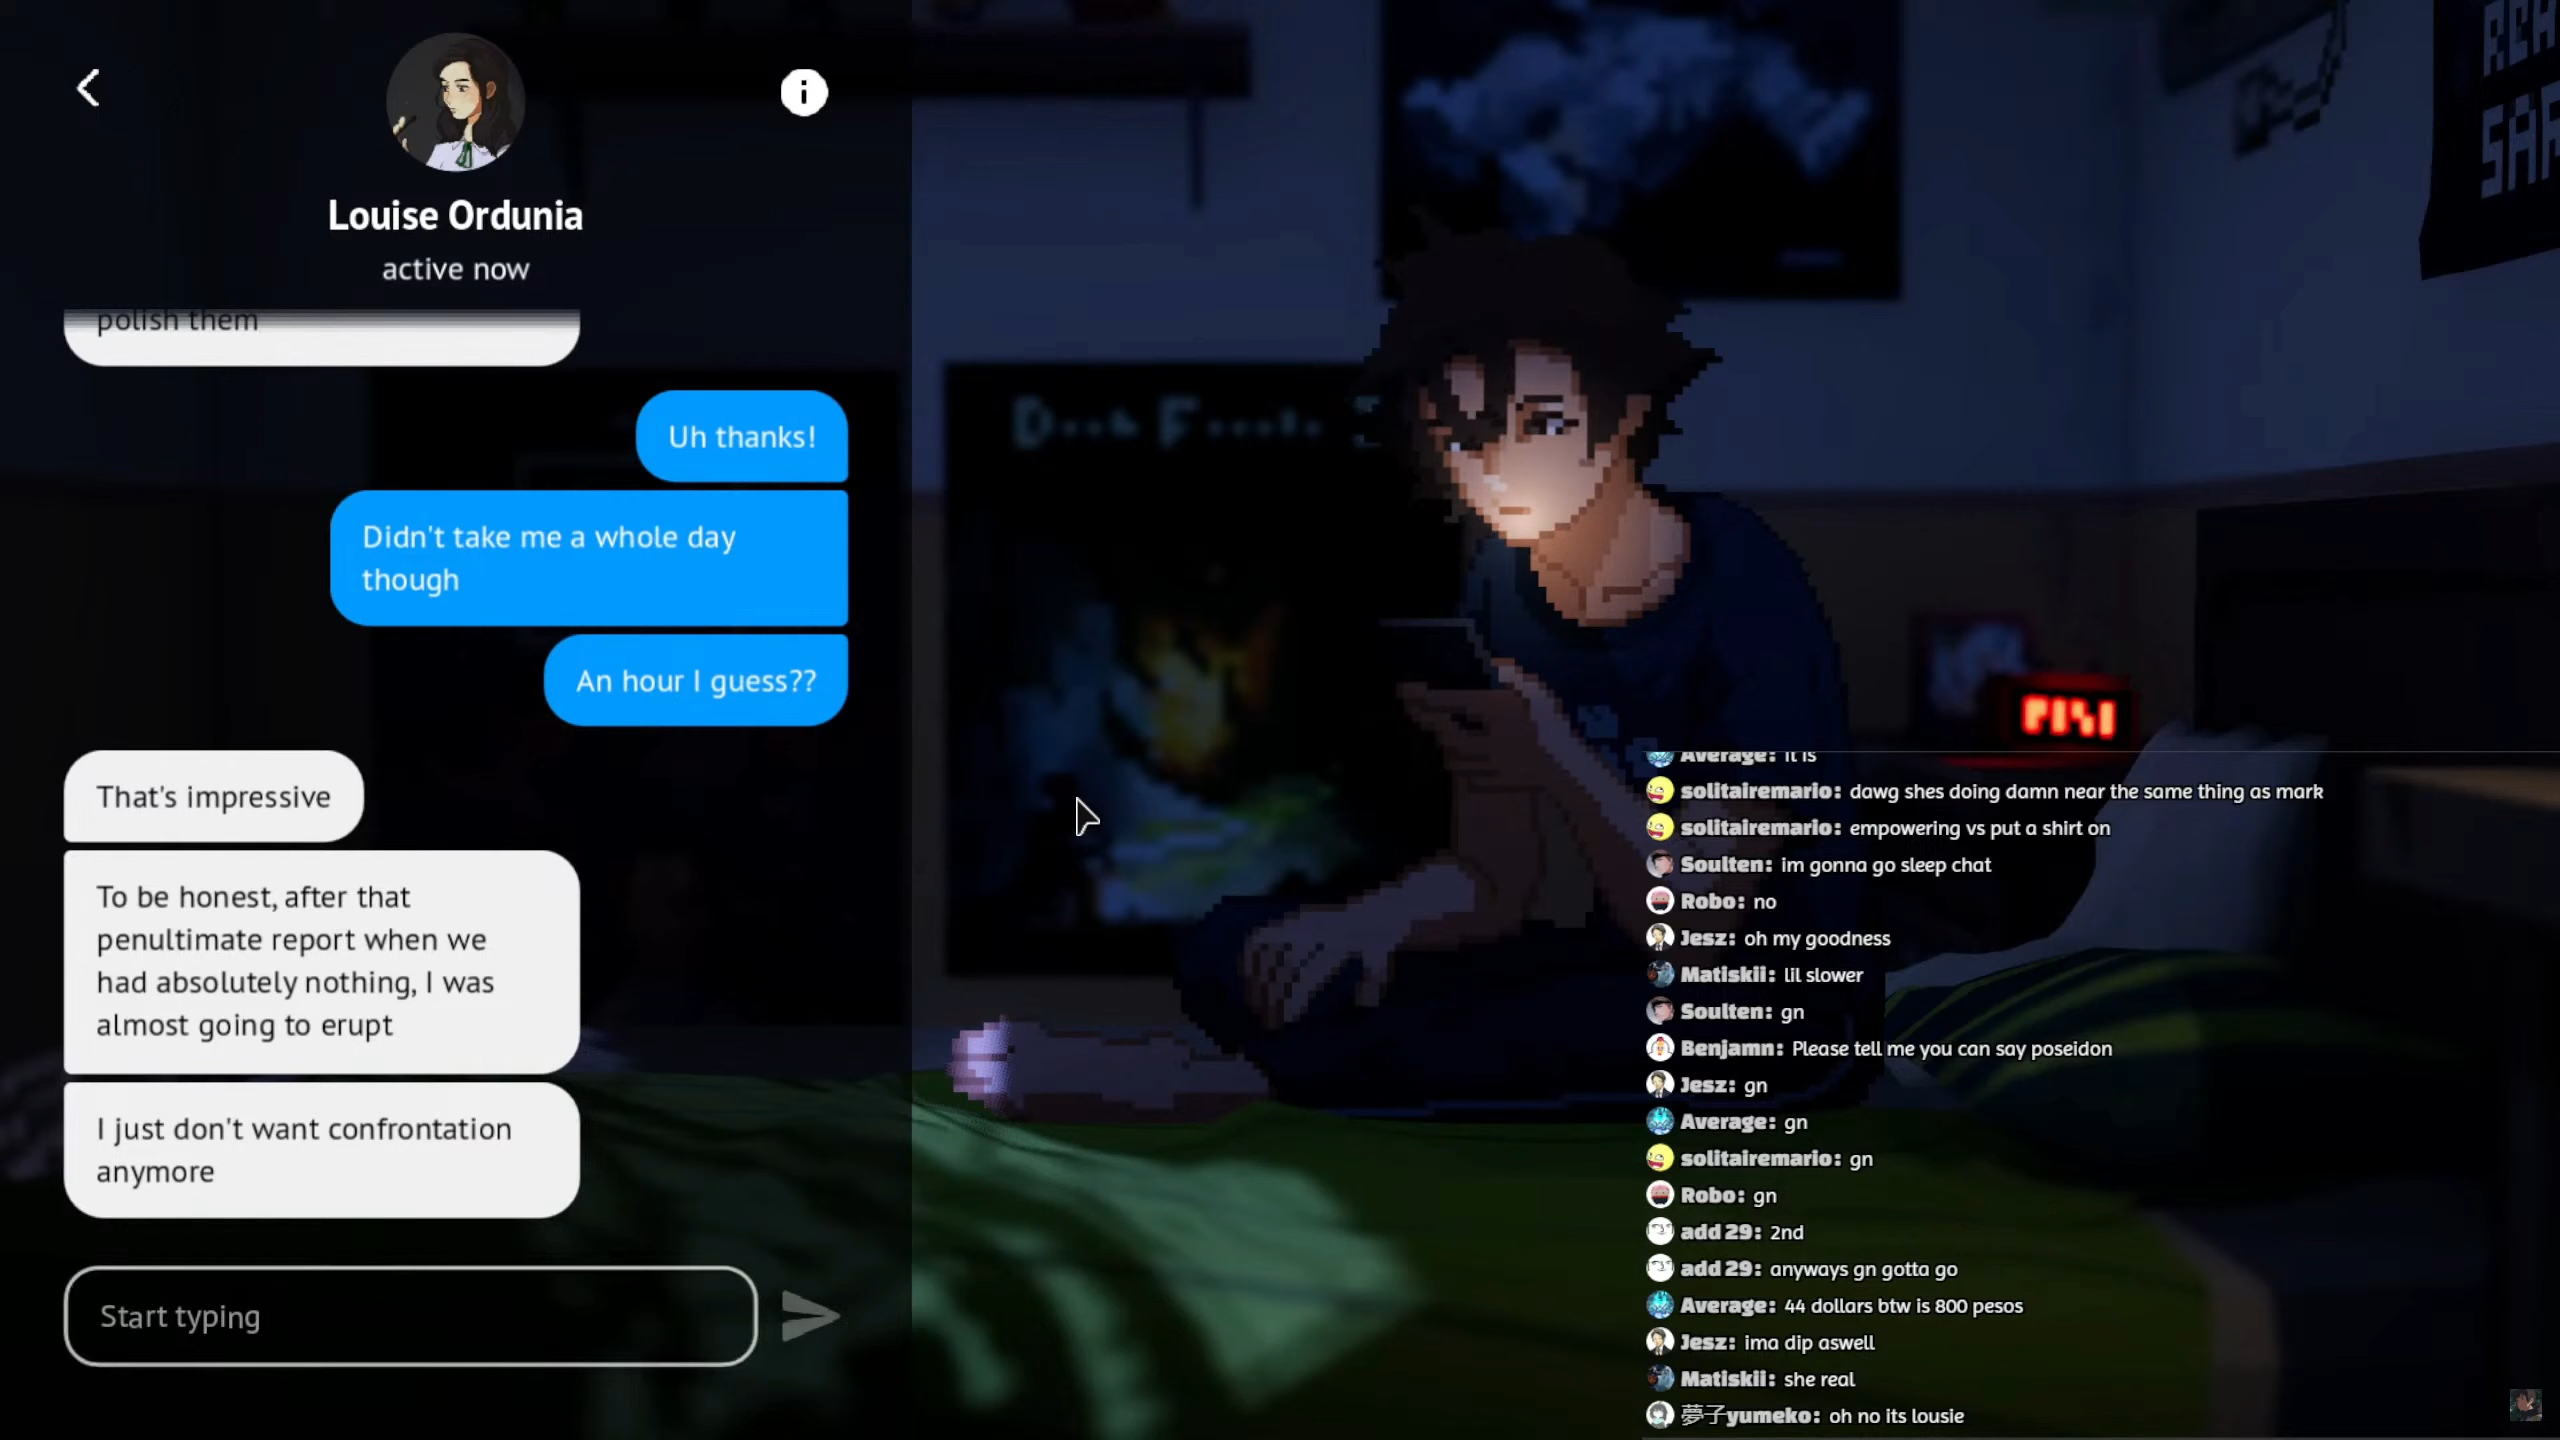 Louise Ordunia
active now
polish them
Uh thanks!
Didn't take me a whole day
though
An hour I guess??
That's impressive
To be honest, after that
penultimate report when we
had absolutely nothing, I was
almost going to erupt
I just don't want confrontation
anymore
Start typing
Average: it is
solitairemario: dawg shes doing damn near the same thing as mark
solitairemario: empowering vs put a shirt on
Soulten: im gonna go sleep chat
Robo: no
Jesz: oh my goodness
Matiskii: lil slower
Soulten: gn
Benjamn: Please tell me you can say poseidon
Jesz: gn
Average: gn
solitairemario: gn
Robo: gn
add 29: 2nd
add 29: anyways gn gotta go
Average: 44 dollars btw is 800 pesos
Jesz: ima dip aswell
Matiskii: she real
夢子yumeko: oh no its lousie